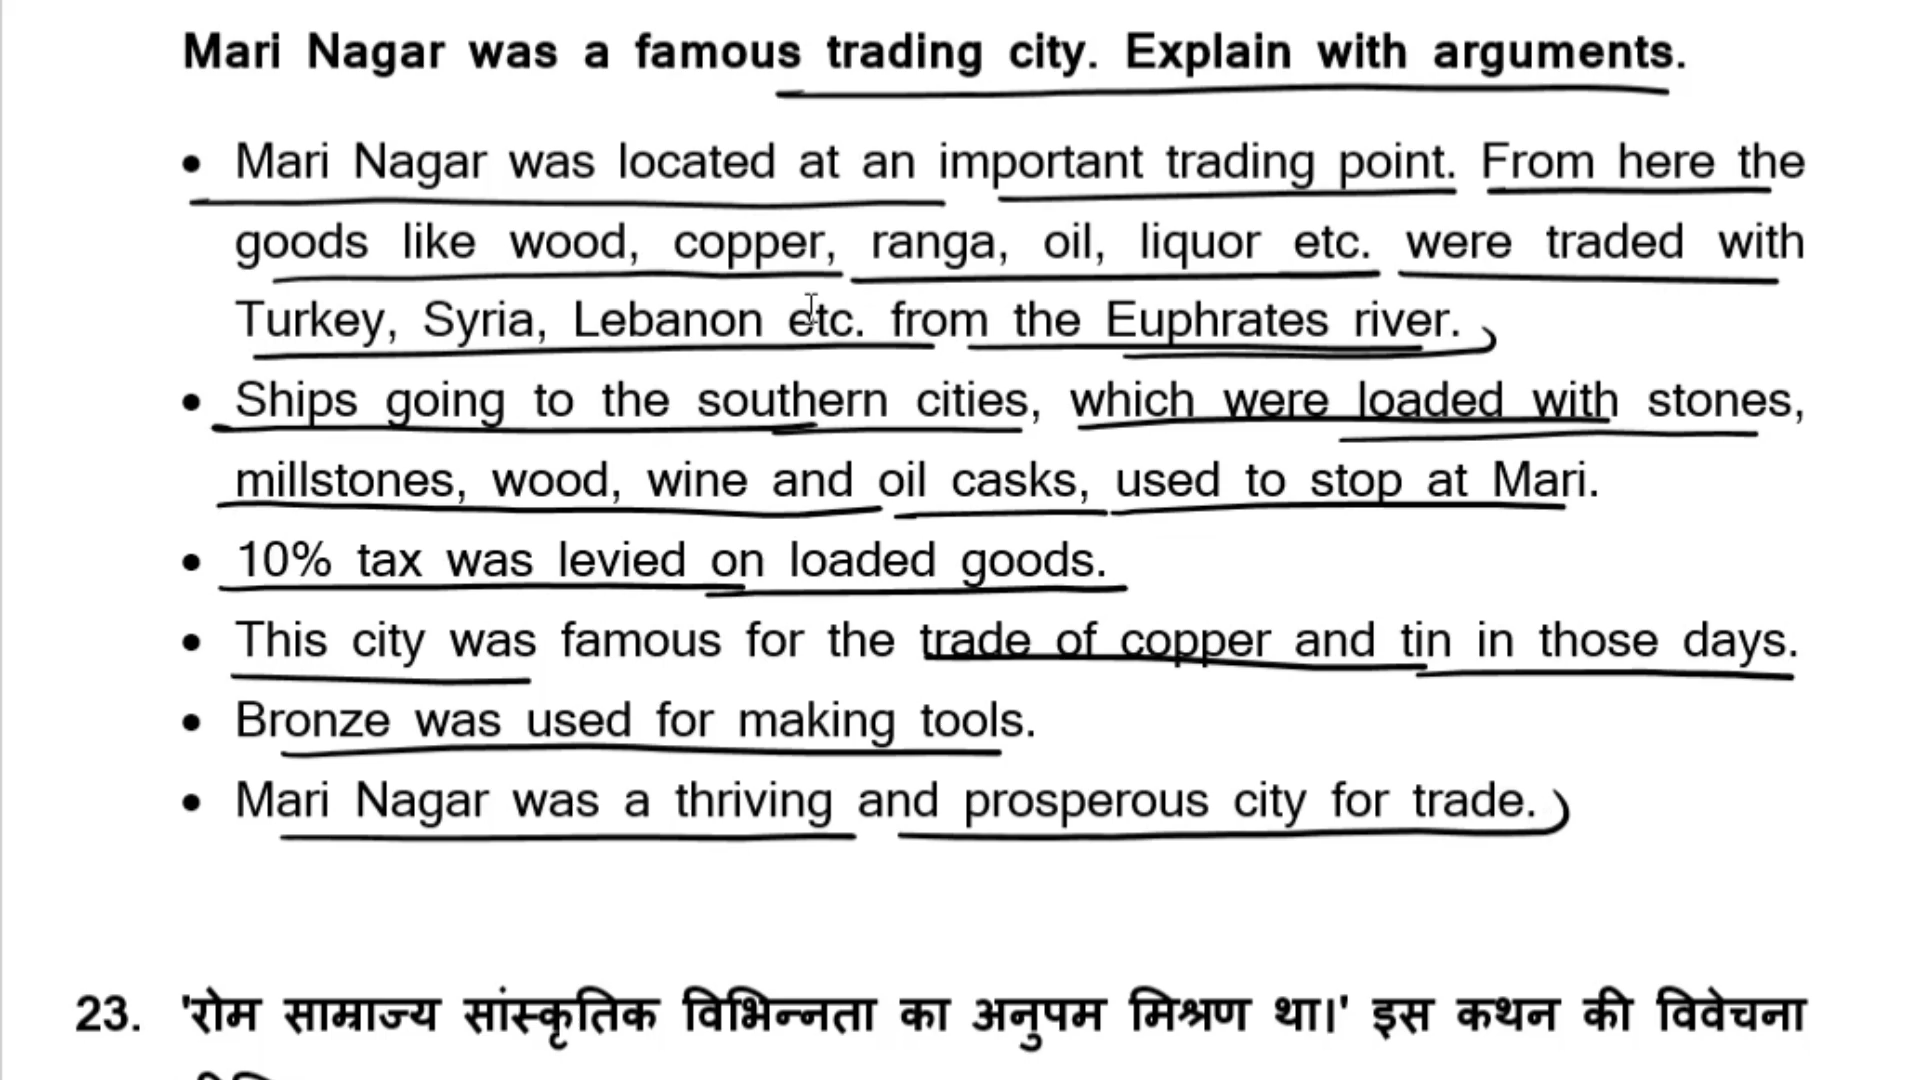 Mari Nagar was a famous trading city. Explain with arguments.
• Mari Nagar was located at an important trading point. From here the
goods like wood, copper, ranga, oil, liquor etc. were traded with
Turkey, Syria, Lebanon etc. from the Euphrates river.
• Ships going to the southern cities, which were loaded with stones,
millstones, wood, wine and oil casks, used to stop at Mari.
• 10% tax was levied on loaded goods.
• This city was famous for the trade of copper and tin in those days.
• Bronze was used for making tools.
• Mari Nagar was a thriving and prosperous city for trade.
23. 'रोम साम्राज्य सांस्कृतिक विभिन्नता का अनुपम मिश्रण था।' इस कथन की विवेचना